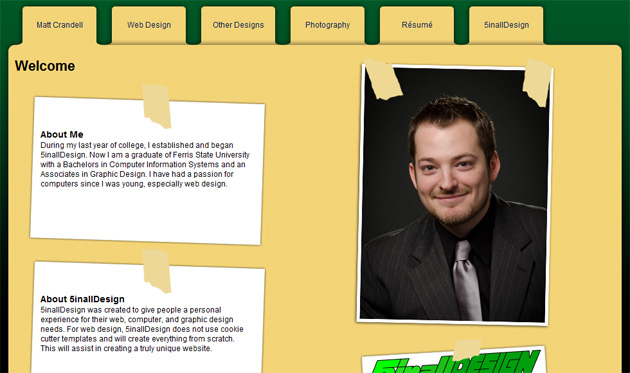 Matt Crandell
Web Design
Other Designs
Photography
Résumé
5inallDesign
Welcome
About Me
During my last year of college, I established and began
5inallDesign. Now I am a graduate of Ferris State University
with a Bachelors in Computer Information Systems and an
Associates in Graphic Design. I have had a passion for
computers since I was young, especially web design.
About 5inallDesign
5inallDesign was created to give people a personal
experience for their web, computer, and graphic design
needs. For web design, 5inallDesign does not use cookie
cutter templates and will create everything from scratch.
This will assist in creating a truly unique website.
5inallDESIGN